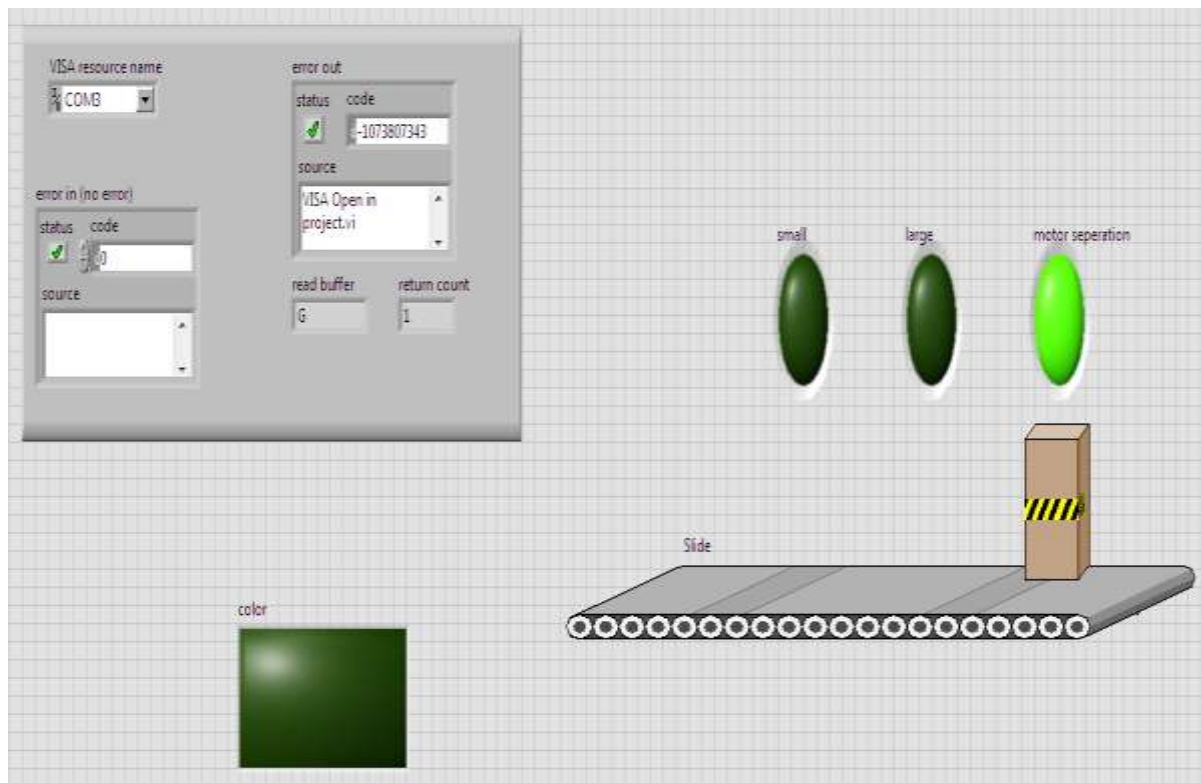 VISA resource name
COM3
error in (no error)
status code
0
source
error out
status code
-1073807343
source
VISA Open in
project.vi
read buffer
G
return count
1
small
large
motor seperation
Slide
color